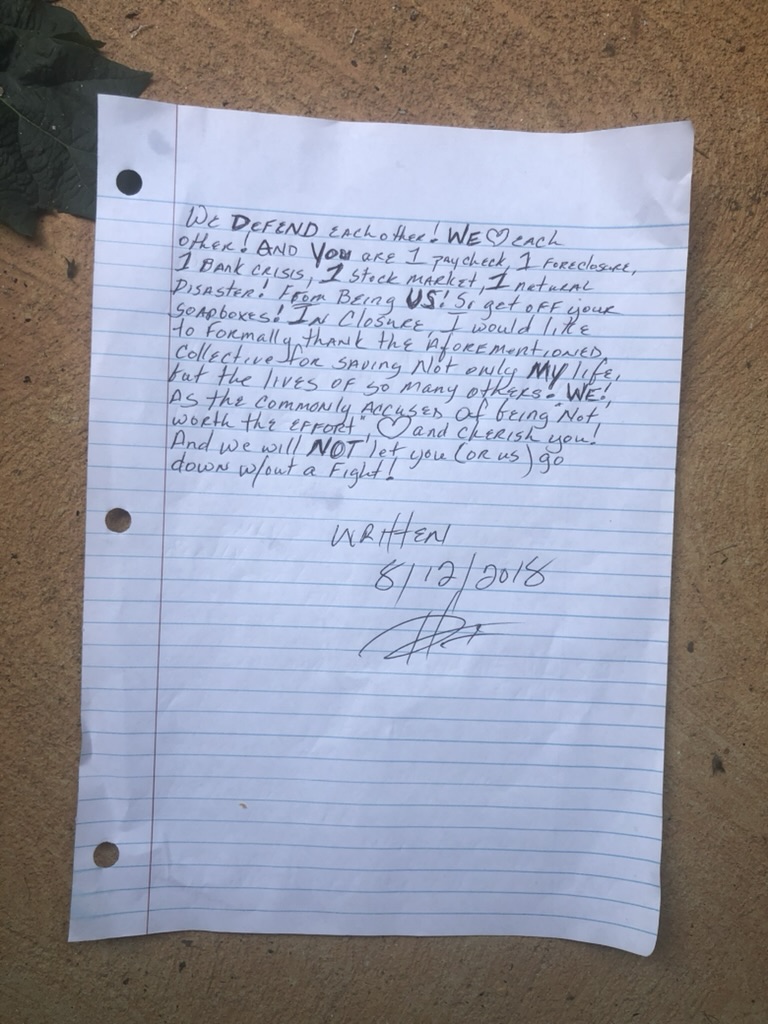 We DEFEND each other! WE ♡ each
other! AND You are 1 paycheck, 1 foreclosure,
1 BANK CRISIS, 1 STOCK MARKET, 1 natural
DISASTER! From Being US! So get off your
SOAPBOXES! IN Closure, I would like
to formally thank the aforementioned
collective for saving Not only MY life,
but the lives of so many others! WE!
As the commonly Accused of being "Not
worth the EFFORT" ♡ and cherish you!
And we will NOT let you (or us) go
down w/out a Fight!
WRITTEN
8/12/2018